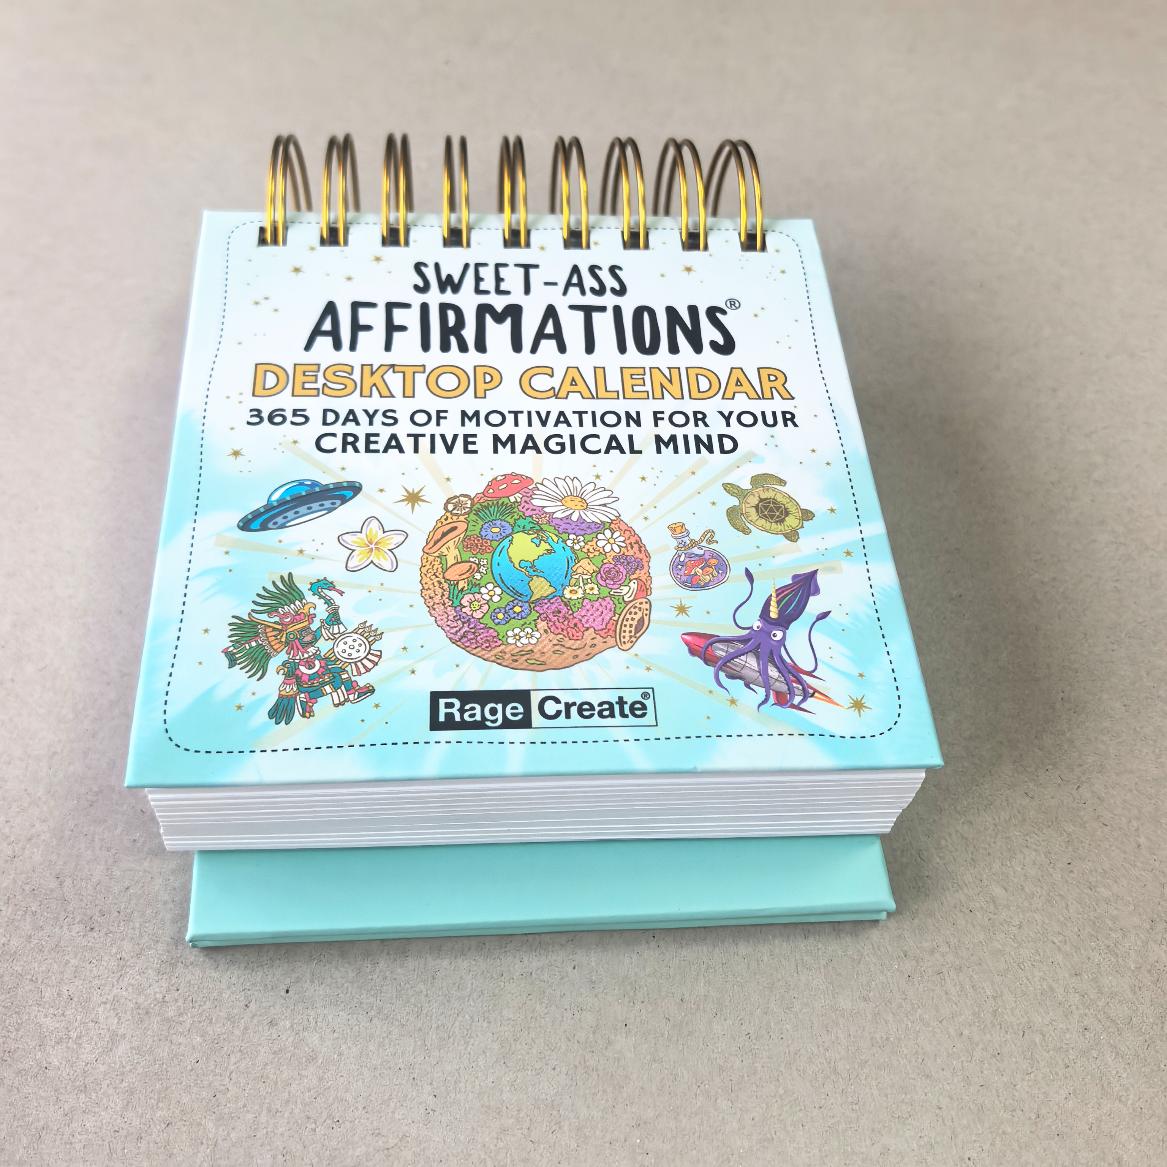 SWEET-ASS
AFFIRMATIONS®
DESKTOP CALENDAR
365 DAYS OF MOTIVATION FOR YOUR
CREATIVE MAGICAL MIND
Rage Create®